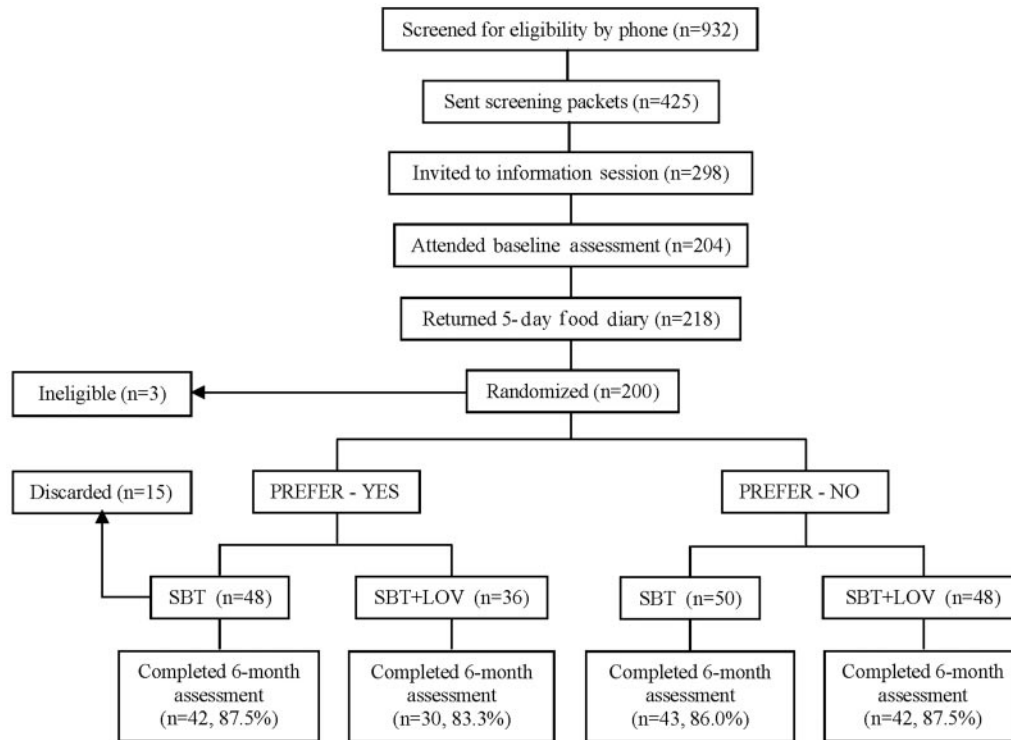 Screened for eligibility by phone (n=932)
Sent screening packets (n=425)
Invited to information session (n=298)
Attended baseline assessment (n=204)
Returned 5-day food diary (n=218)
Ineligible (n=3)
Randomized (n=200)
Discarded (n=15)
PREFER - YES
PREFER - NO
SBT (n=48)
SBT+LOV (n=36)
SBT (n=50)
SBT+LOV (n=48)
Completed 6-month
assessment
(n=42, 87.5%)
Completed 6-month
assessment
(n=30, 83.3%)
Completed 6-month
assessment
(n=43, 86.0%)
Completed 6-month
assessment
(n=42, 87.5%)